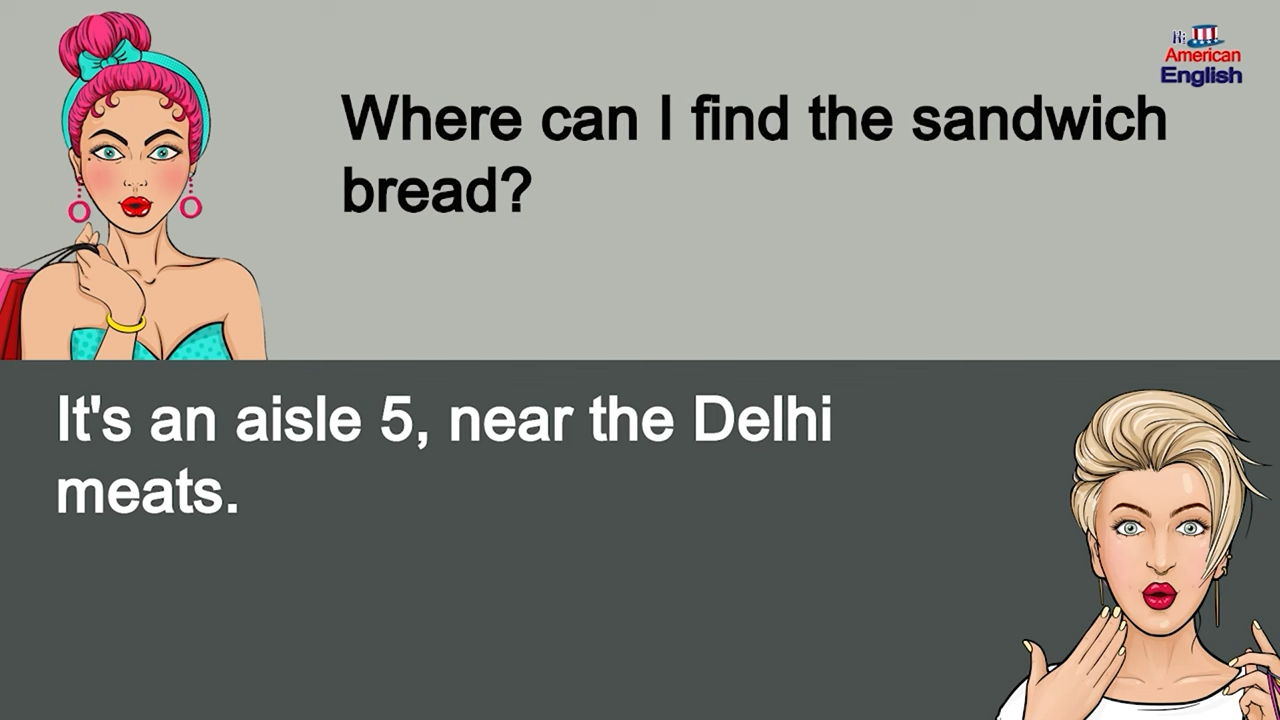 Hi
American
English
Where can I find the sandwich
bread?
It's an aisle 5, near the Delhi
meats.